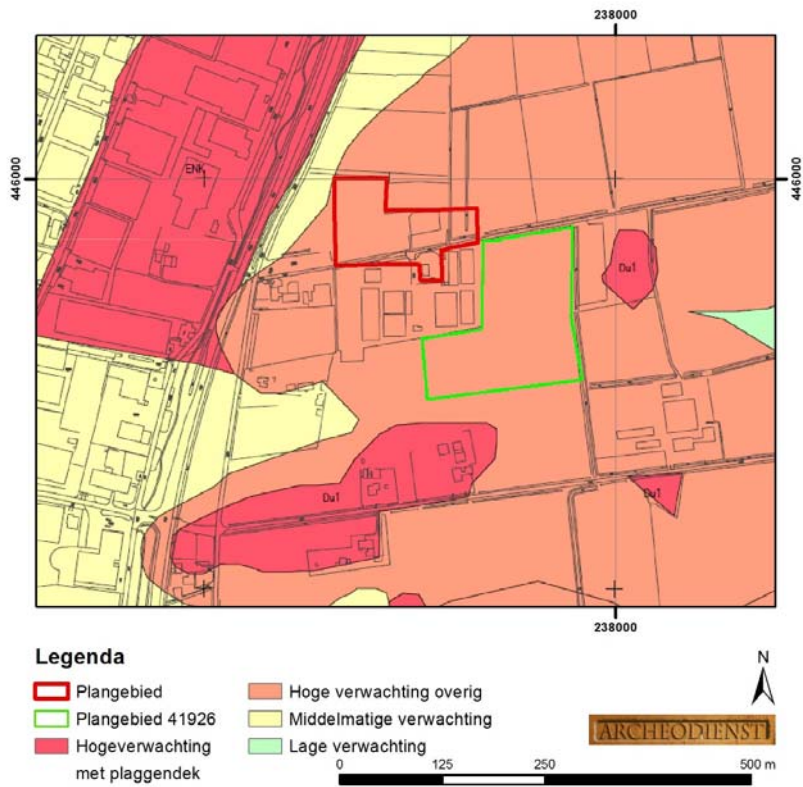 238000
446000
446000
ENK
Du1
Du1
Du1
238000
Legenda
Plangebied
Plangebied 41926
Hogeverwachting
met plaggendek
Hoge verwachting overig
Middelmatige verwachting
Lage verwachting
N
ARCHEODIENST
0 125 250 500 m